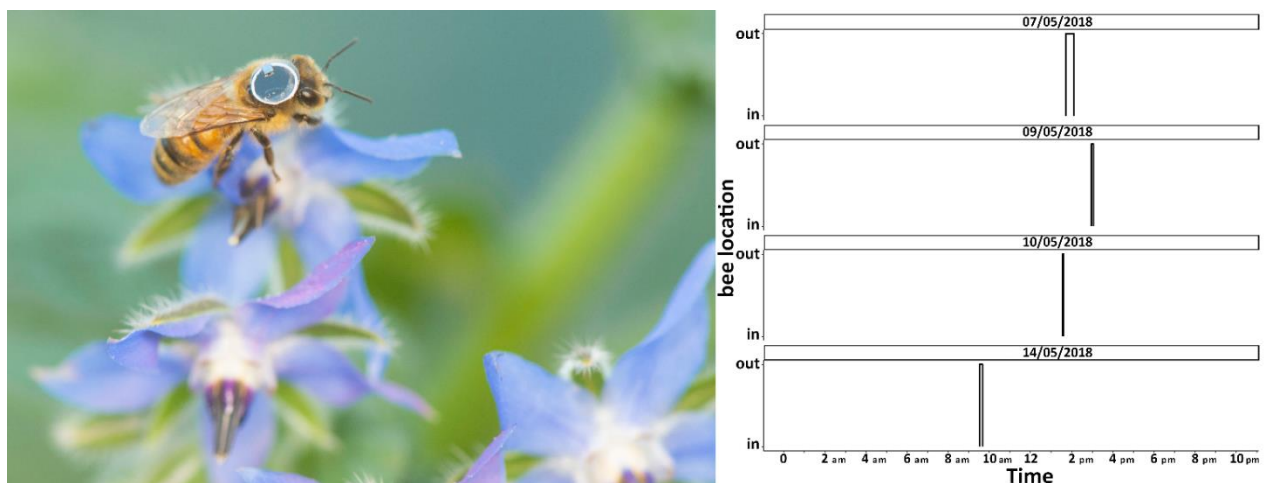 07/05/2018
out
in
09/05/2018
out
in
10/05/2018
out
in
14/05/2018
out
in
bee location
0 2 am 4 am 6 am 8 am 10 am 12 2 pm 4 pm 6 pm 8 pm 10 pm
Time